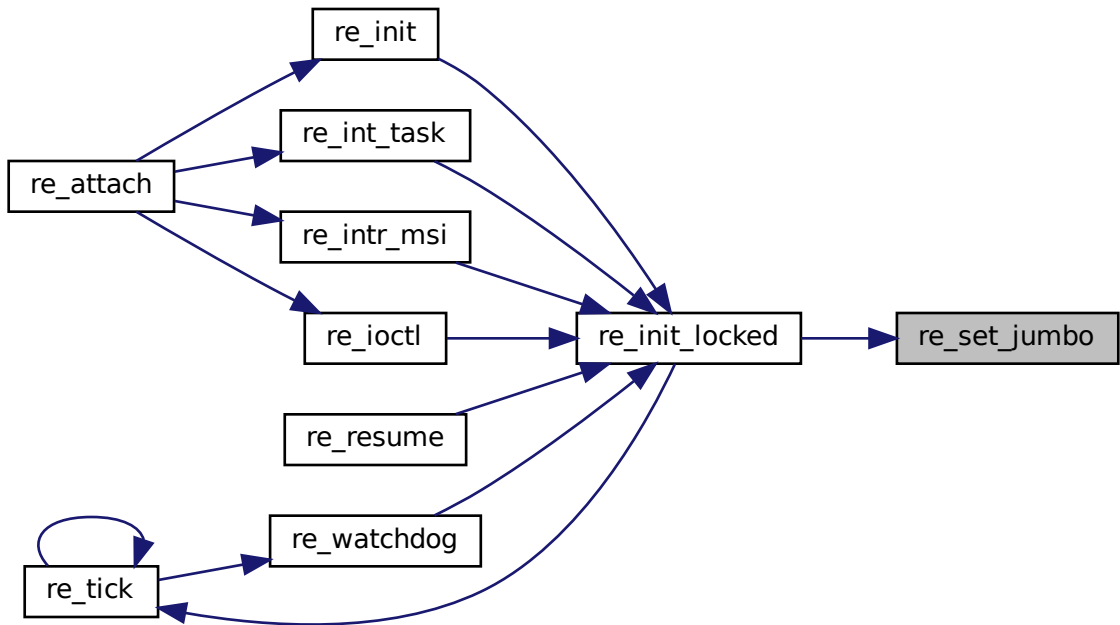 re_init
re_int_task
re_attach
re_intr_msi
re_ioctl
re_init_locked
re_set_jumbo
re_resume
re_watchdog
re_tick